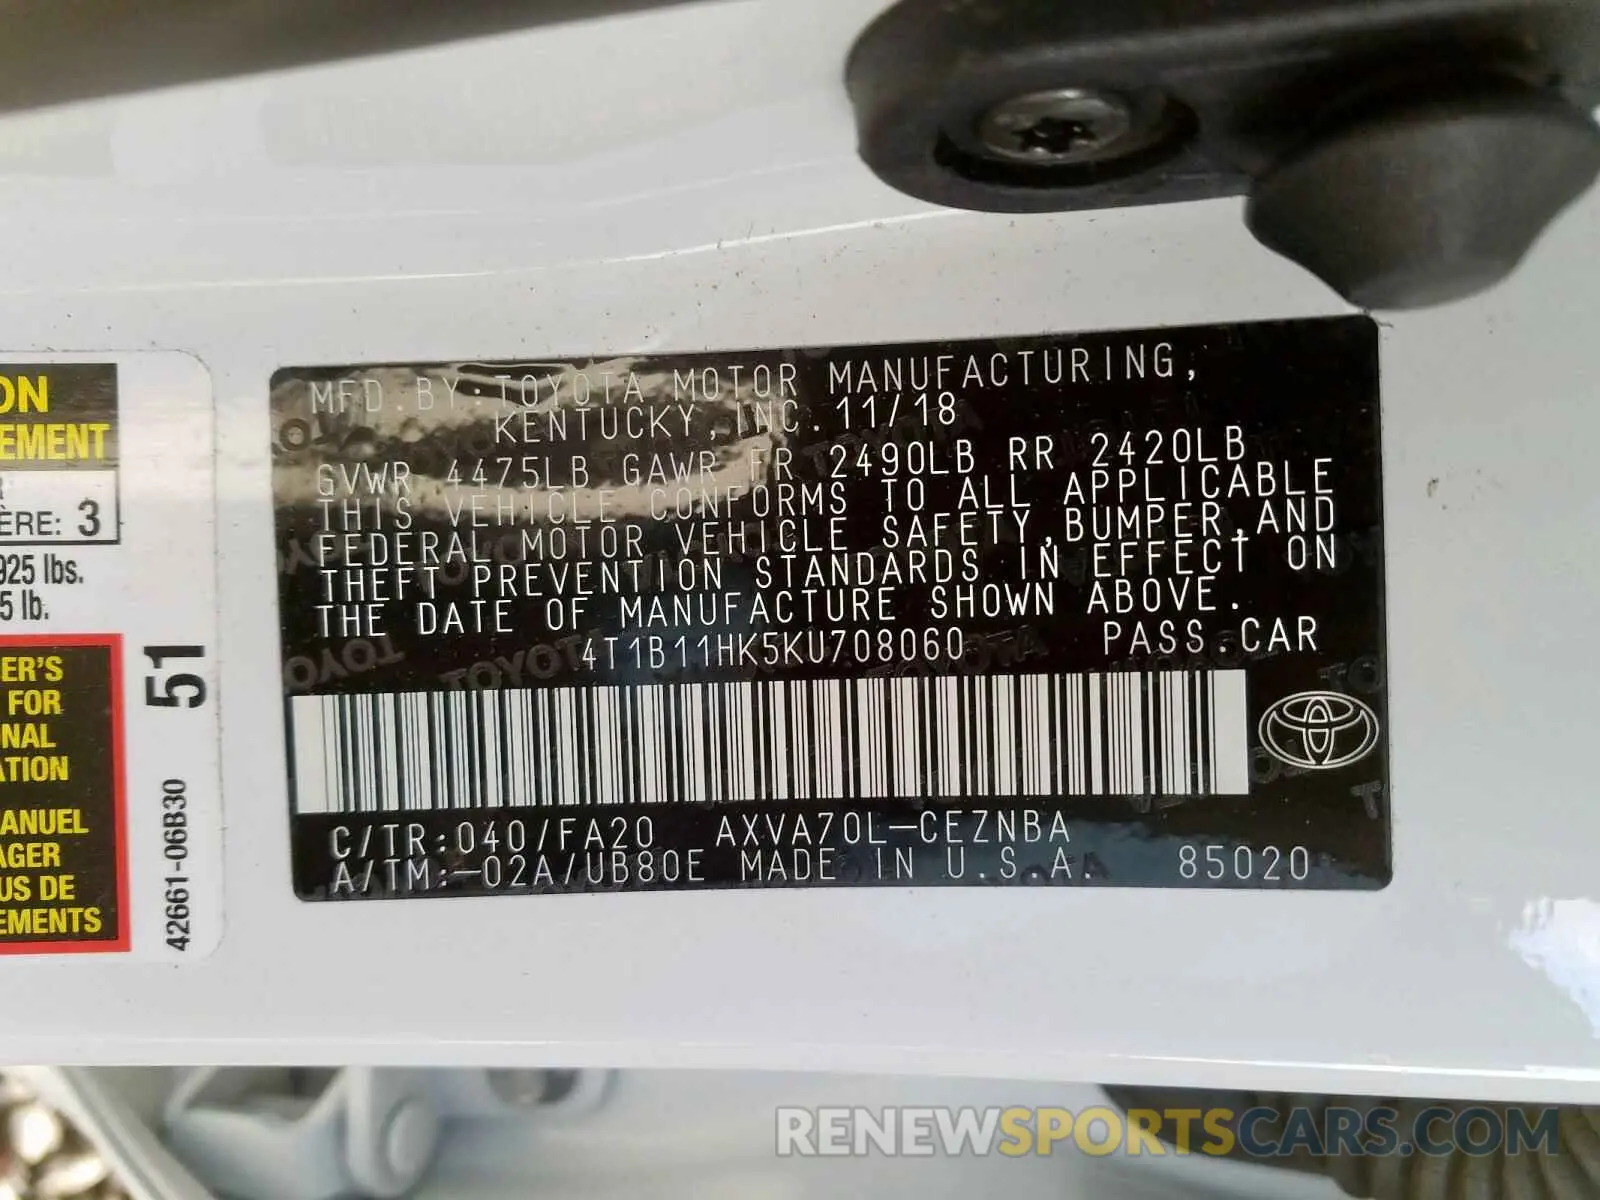 ON
EMENT
R
ÈRE: 3
925 lbs.
5 lb.
ER'S
FOR
NAL
ATION
ANUEL
AGER
US DE
EMENTS
51
42661-06B30
MFD.BY:TOYOTA MOTOR MANUFACTURING,
KENTUCKY,INC.11/18
GVWR 4475LB GAWR FR 2490LB RR 2420LB
THIS VEHICLE CONFORMS TO ALL APPLICABLE
FEDERAL MOTOR VEHICLE SAFETY,BUMPER,AND
THEFT PREVENTION STANDARDS IN EFFECT ON
THE DATE OF MANUFACTURE SHOWN ABOVE.
4T1B11HK5KU708060 PASS.CAR
C/TR:040/FA20 AXVA70L-CEZNBA
A/TM:-02A/UB80E MADE IN U.S.A. 85020
RENEWSPORTSCARS.COM